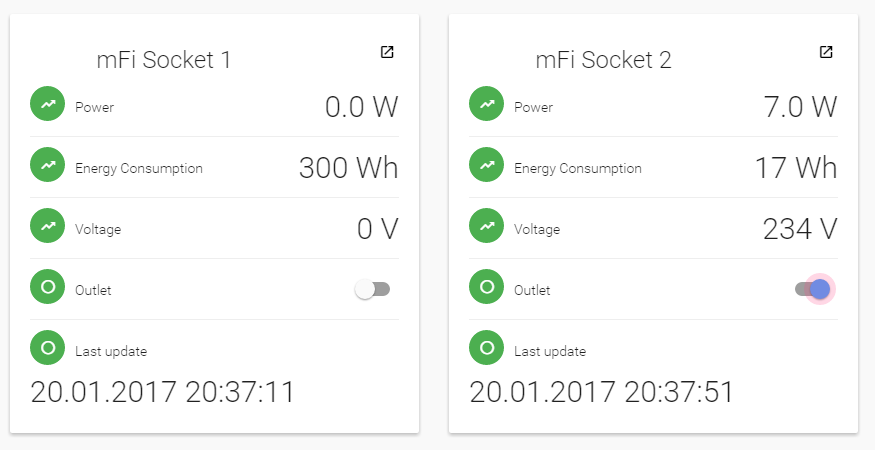 mFi Socket 1
Power 0.0 W
Energy Consumption 300 Wh
Voltage 0 V
Outlet
Last update
20.01.2017 20:37:11
mFi Socket 2
Power 7.0 W
Energy Consumption 17 Wh
Voltage 234 V
Outlet
Last update
20.01.2017 20:37:51